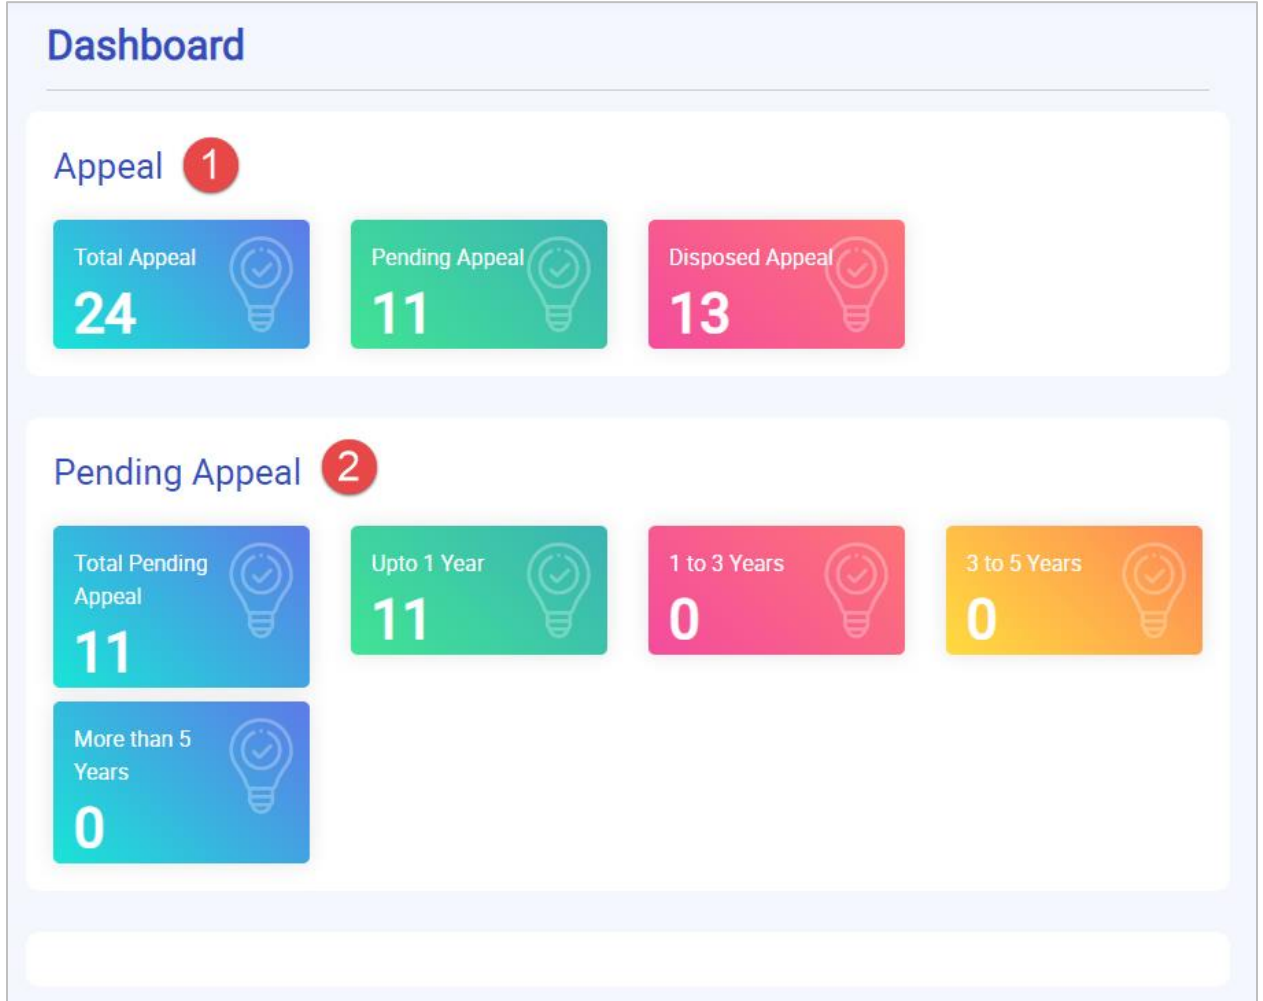 Dashboard
Appeal 1
Total Appeal
24
Pending Appeal
11
Disposed Appeal
13
Pending Appeal 2
Total Pending
Appeal
11
Upto 1 Year
11
1 to 3 Years
0
3 to 5 Years
0
More than 5
Years
0